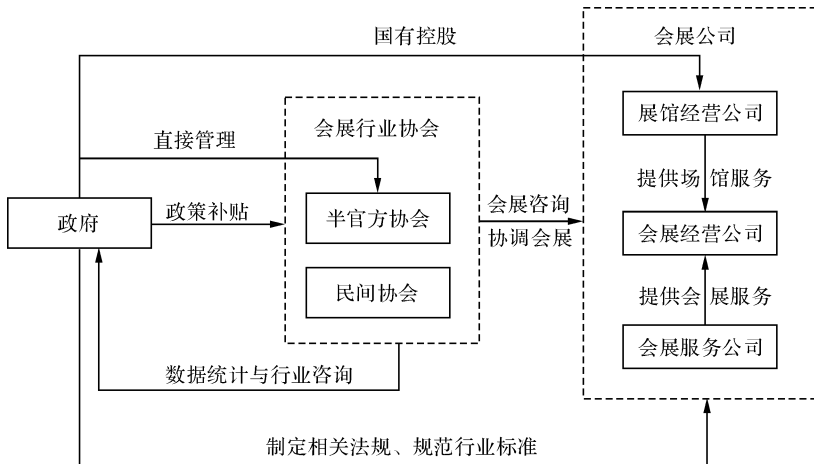 国有控股
会展公司
展馆经营公司
会展行业协会
直接管理
提供场 馆服务
会展咨询
半官方协会
政策补贴
政府
会展经营公司
协调会展
民间协会
提供会 展服务
会展服务公司
数据统计与行业咨询
制定相关法规、规范行业标准